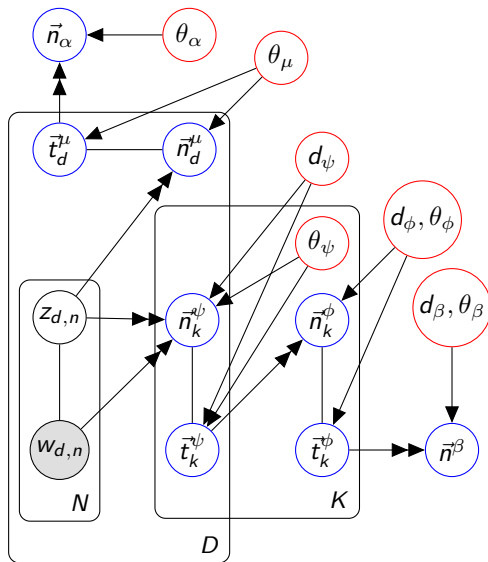 n⃗_α
θ_α
θ_μ
t⃗_d^μ
n⃗_d^μ
d_ψ
d_ϕ, θ_ϕ
θ_ψ
z_{d,n}
n⃗_k^ψ
n⃗_k^ϕ
d_β, θ_β
w_{d,n}
t⃗_k^ψ
t⃗_k^ϕ
n⃗^β
N
K
D